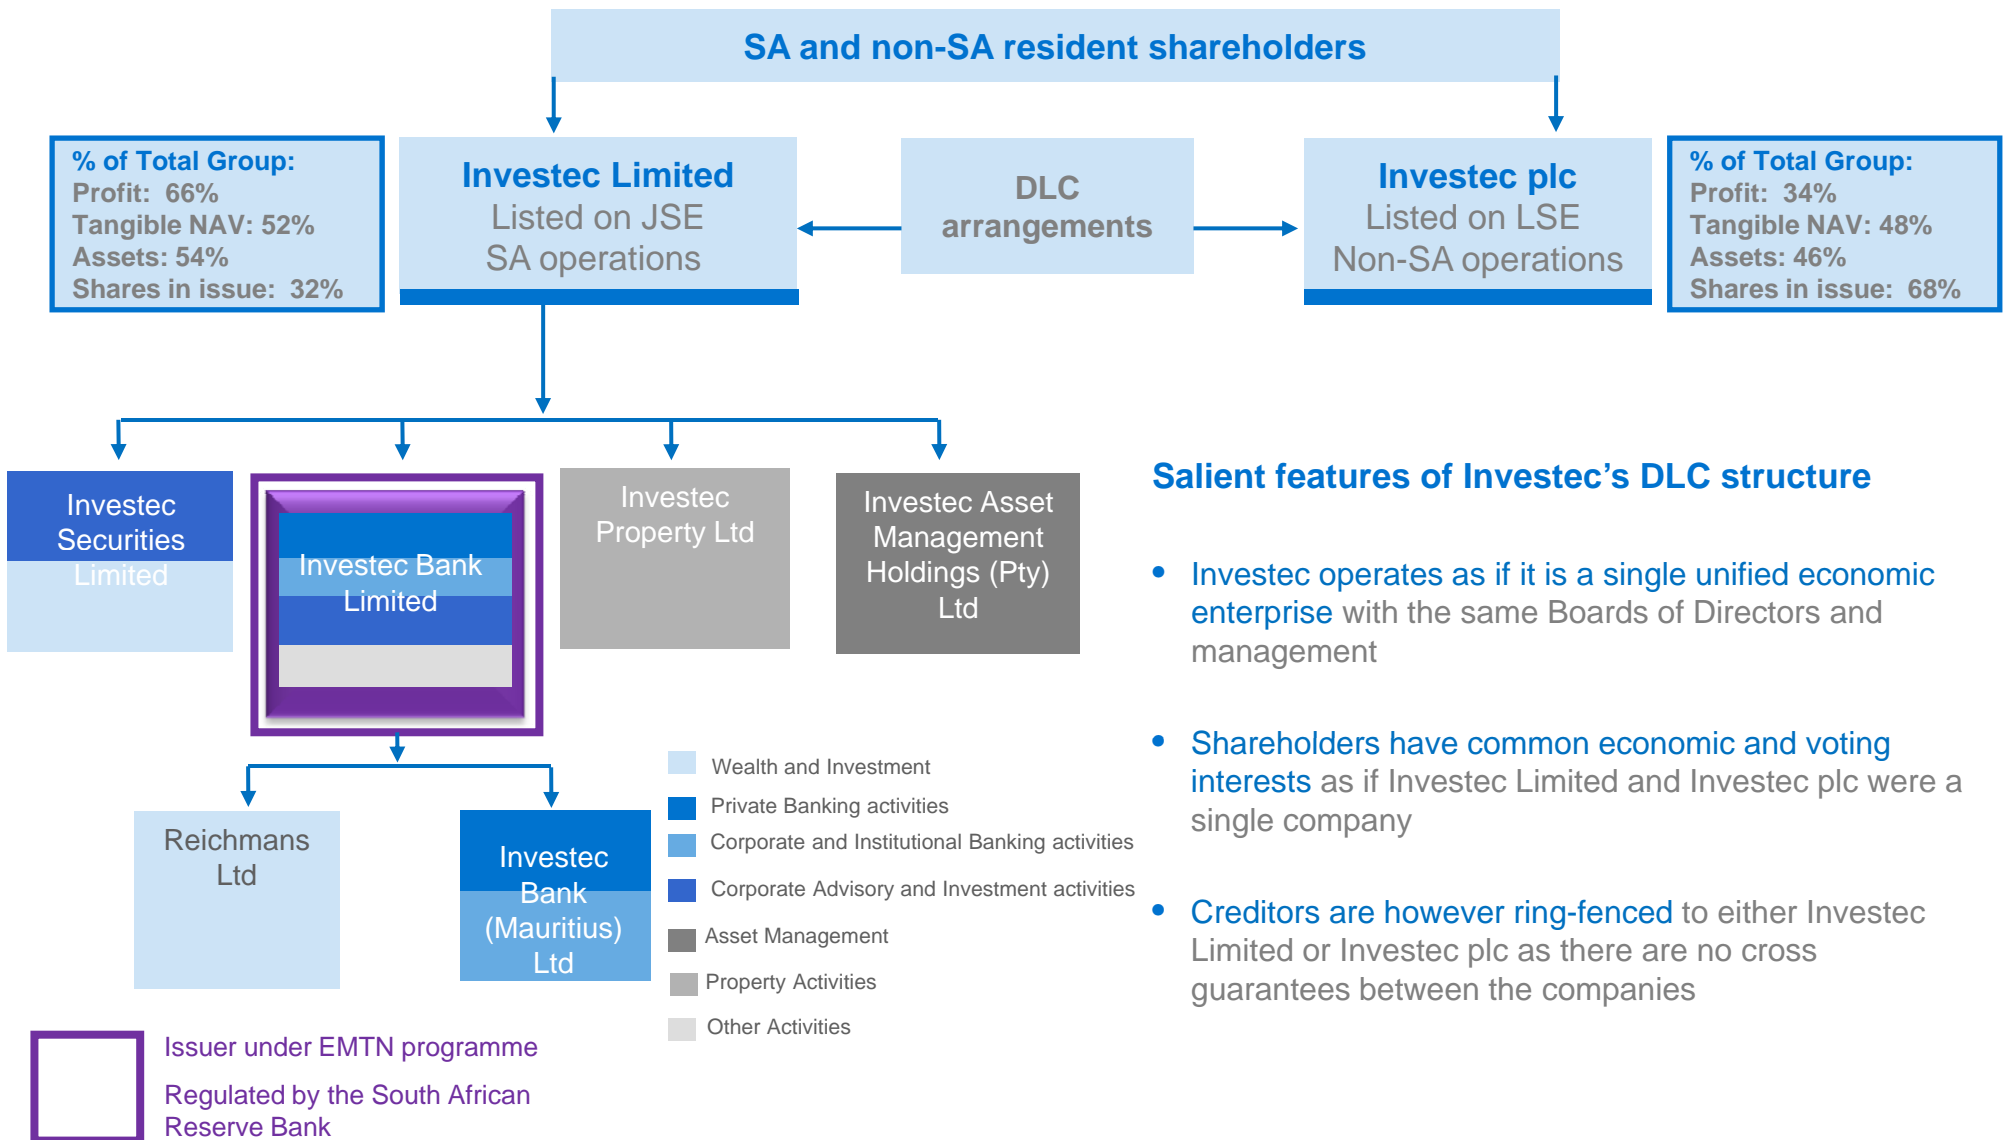 SA and non-SA resident shareholders
% of Total Group:
Profit:  66%
Tangible NAV: 52%
Assets: 54%
Shares in issue:  32%
Investec Limited
Listed on JSE
SA operations
DLC
arrangements
Investec plc
Listed on LSE
Non-SA operations
% of Total Group:
Profit:  34%
Tangible NAV: 48%
Assets: 46%
Shares in issue:  68%
Investec
Securities
Limited
Investec Bank
Limited
Investec
Property Ltd
Investec Asset
Management
Holdings (Pty)
Ltd
Reichmans
Ltd
Investec
Bank
(Mauritius)
Ltd
Wealth and Investment
Private Banking activities
Corporate and Institutional Banking activities
Corporate Advisory and Investment activities
Asset Management
Property Activities
Other Activities
Issuer under EMTN programme
Regulated by the South African
Reserve Bank
Salient features of Investec's DLC structure
• Investec operates as if it is a single unified economic
enterprise with the same Boards of Directors and
management
• Shareholders have common economic and voting
interests as if Investec Limited and Investec plc were a
single company
• Creditors are however ring-fenced to either Investec
Limited or Investec plc as there are no cross
guarantees between the companies